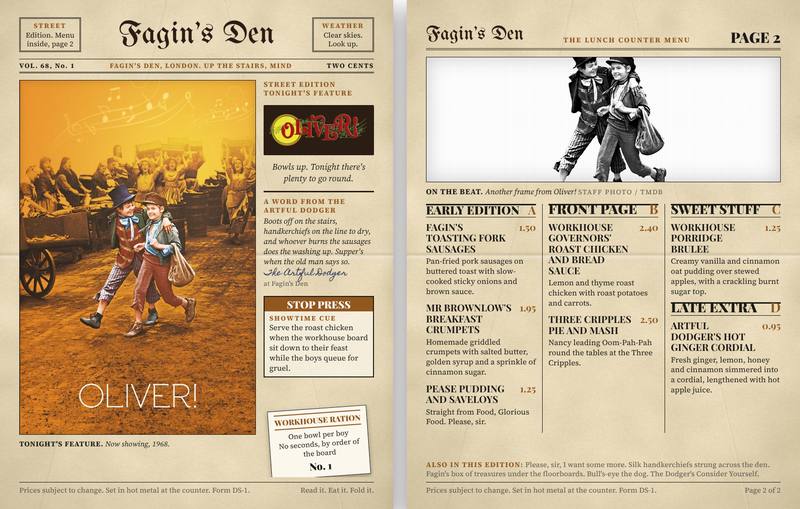 STREET
Edition. Menu
inside, page 2
Fagin's Den
WEATHER
Clear skies.
Look up.
VOL. 68, No. 1
FAGIN'S DEN, LONDON. UP THE STAIRS, MIND
TWO CENTS
OLIVER!
TONIGHT'S FEATURE. Now showing, 1968.
STREET EDITION
TONIGHT'S FEATURE
OLIVER!
Bowls up. Tonight there's
plenty to go round.
A WORD FROM THE
ARTFUL DODGER
Boots off on the stairs,
handkerchiefs on the line to dry,
and whoever burns the sausages
does the washing up. Supper's
when the old man says so.
The Artful Dodger
at Fagin's Den
STOP PRESS
SHOWTIME CUE
Serve the roast chicken
when the workhouse board
sit down to their feast
while the boys queue for
gruel.
WORKHOUSE RATION
One bowl per boy
No seconds, by order of
the board
No. 1
Prices subject to change. Set in hot metal at the counter. Form DS-1.
Read it. Eat it. Fold it.
Fagin's Den
THE LUNCH COUNTER MENU
PAGE 2
ON THE BEAT. Another frame from Oliver! STAFF PHOTO / TMDB
EARLY EDITION A
FAGIN'S 1.50
TOASTING FORK
SAUSAGES
Pan-fried pork sausages on
buttered toast with slow-
cooked sticky onions and
brown sauce.
MR BROWNLOW'S 1.95
BREAKFAST
CRUMPETS
Homemade griddled
crumpets with salted butter,
golden syrup and a sprinkle of
cinnamon sugar.
PEASE PUDDING 1.25
AND SAVELOYS
Straight from Food, Glorious
Food. Please, sir.
FRONT PAGE B
WORKHOUSE 2.40
GOVERNORS'
ROAST CHICKEN
AND BREAD
SAUCE
Lemon and thyme roast
chicken with roast potatoes
and carrots.
THREE CRIPPLES 2.50
PIE AND MASH
Nancy leading Oom-Pah-Pah
round the tables at the Three
Cripples.
SWEET STUFF C
WORKHOUSE 1.25
PORRIDGE
BRULEE
Creamy vanilla and cinnamon
oat pudding over stewed
apples, with a crackling burnt
sugar top.
LATE EXTRA D
ARTFUL 0.95
DODGER'S HOT
GINGER CORDIAL
Fresh ginger, lemon, honey
and cinnamon simmered into
a cordial, lengthened with hot
apple juice.
ALSO IN THIS EDITION: Please, sir, I want some more. Silk handkerchiefs strung across the den.
Fagin's box of treasures under the floorboards. Bull's-eye the dog. The Dodger's Consider Yourself.
Prices subject to change. Set in hot metal at the counter. Form DS-1.
Page 2 of 2